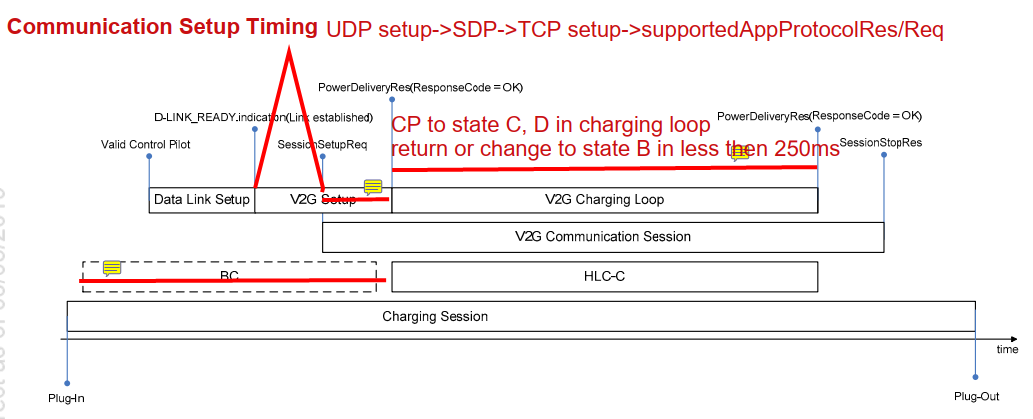 Communication Setup Timing UDP setup->SDP->TCP setup->supportedAppProtocolRes/Req
PowerDeliveryRes(ResponseCode = OK)
D-LINK_READY.indication(Link established)
CP to state C, D in charging loop
PowerDeliveryRes(ResponseCode = OK)
Valid Control Pilot
SessionSetupReq
return or change to state B in less then 250ms
SessionStopRes
Data Link Setup
V2G Setup
V2G Charging Loop
V2G Communication Session
BC
HLC-C
Charging Session
time
Plug-In
Plug-Out